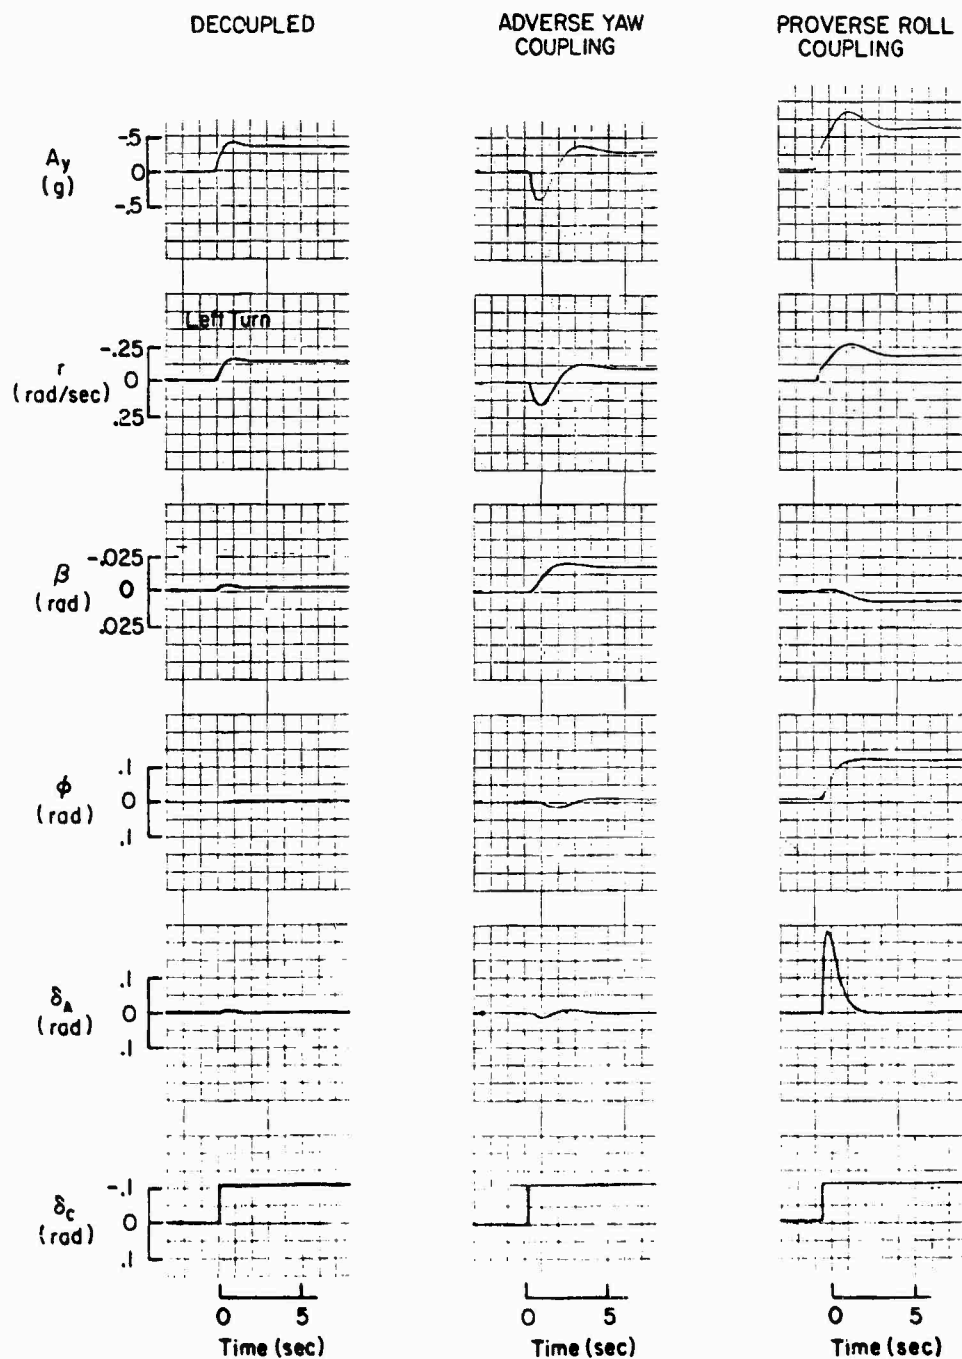 DECOUPLED
ADVERSE YAW
COUPLING
PROVERSE ROLL
COUPLING
Ay
(g)
-.5
0
-.5
Left Turn
r
(rad/sec)
-.25
0
.25
β
(rad)
-.025
0
.025
ϕ
(rad)
.1
0
.1
δA
(rad)
.1
0
.1
δC
(rad)
-.1
0
.1
0 5
Time (sec)
0 5
Time (sec)
0 5
Time (sec)